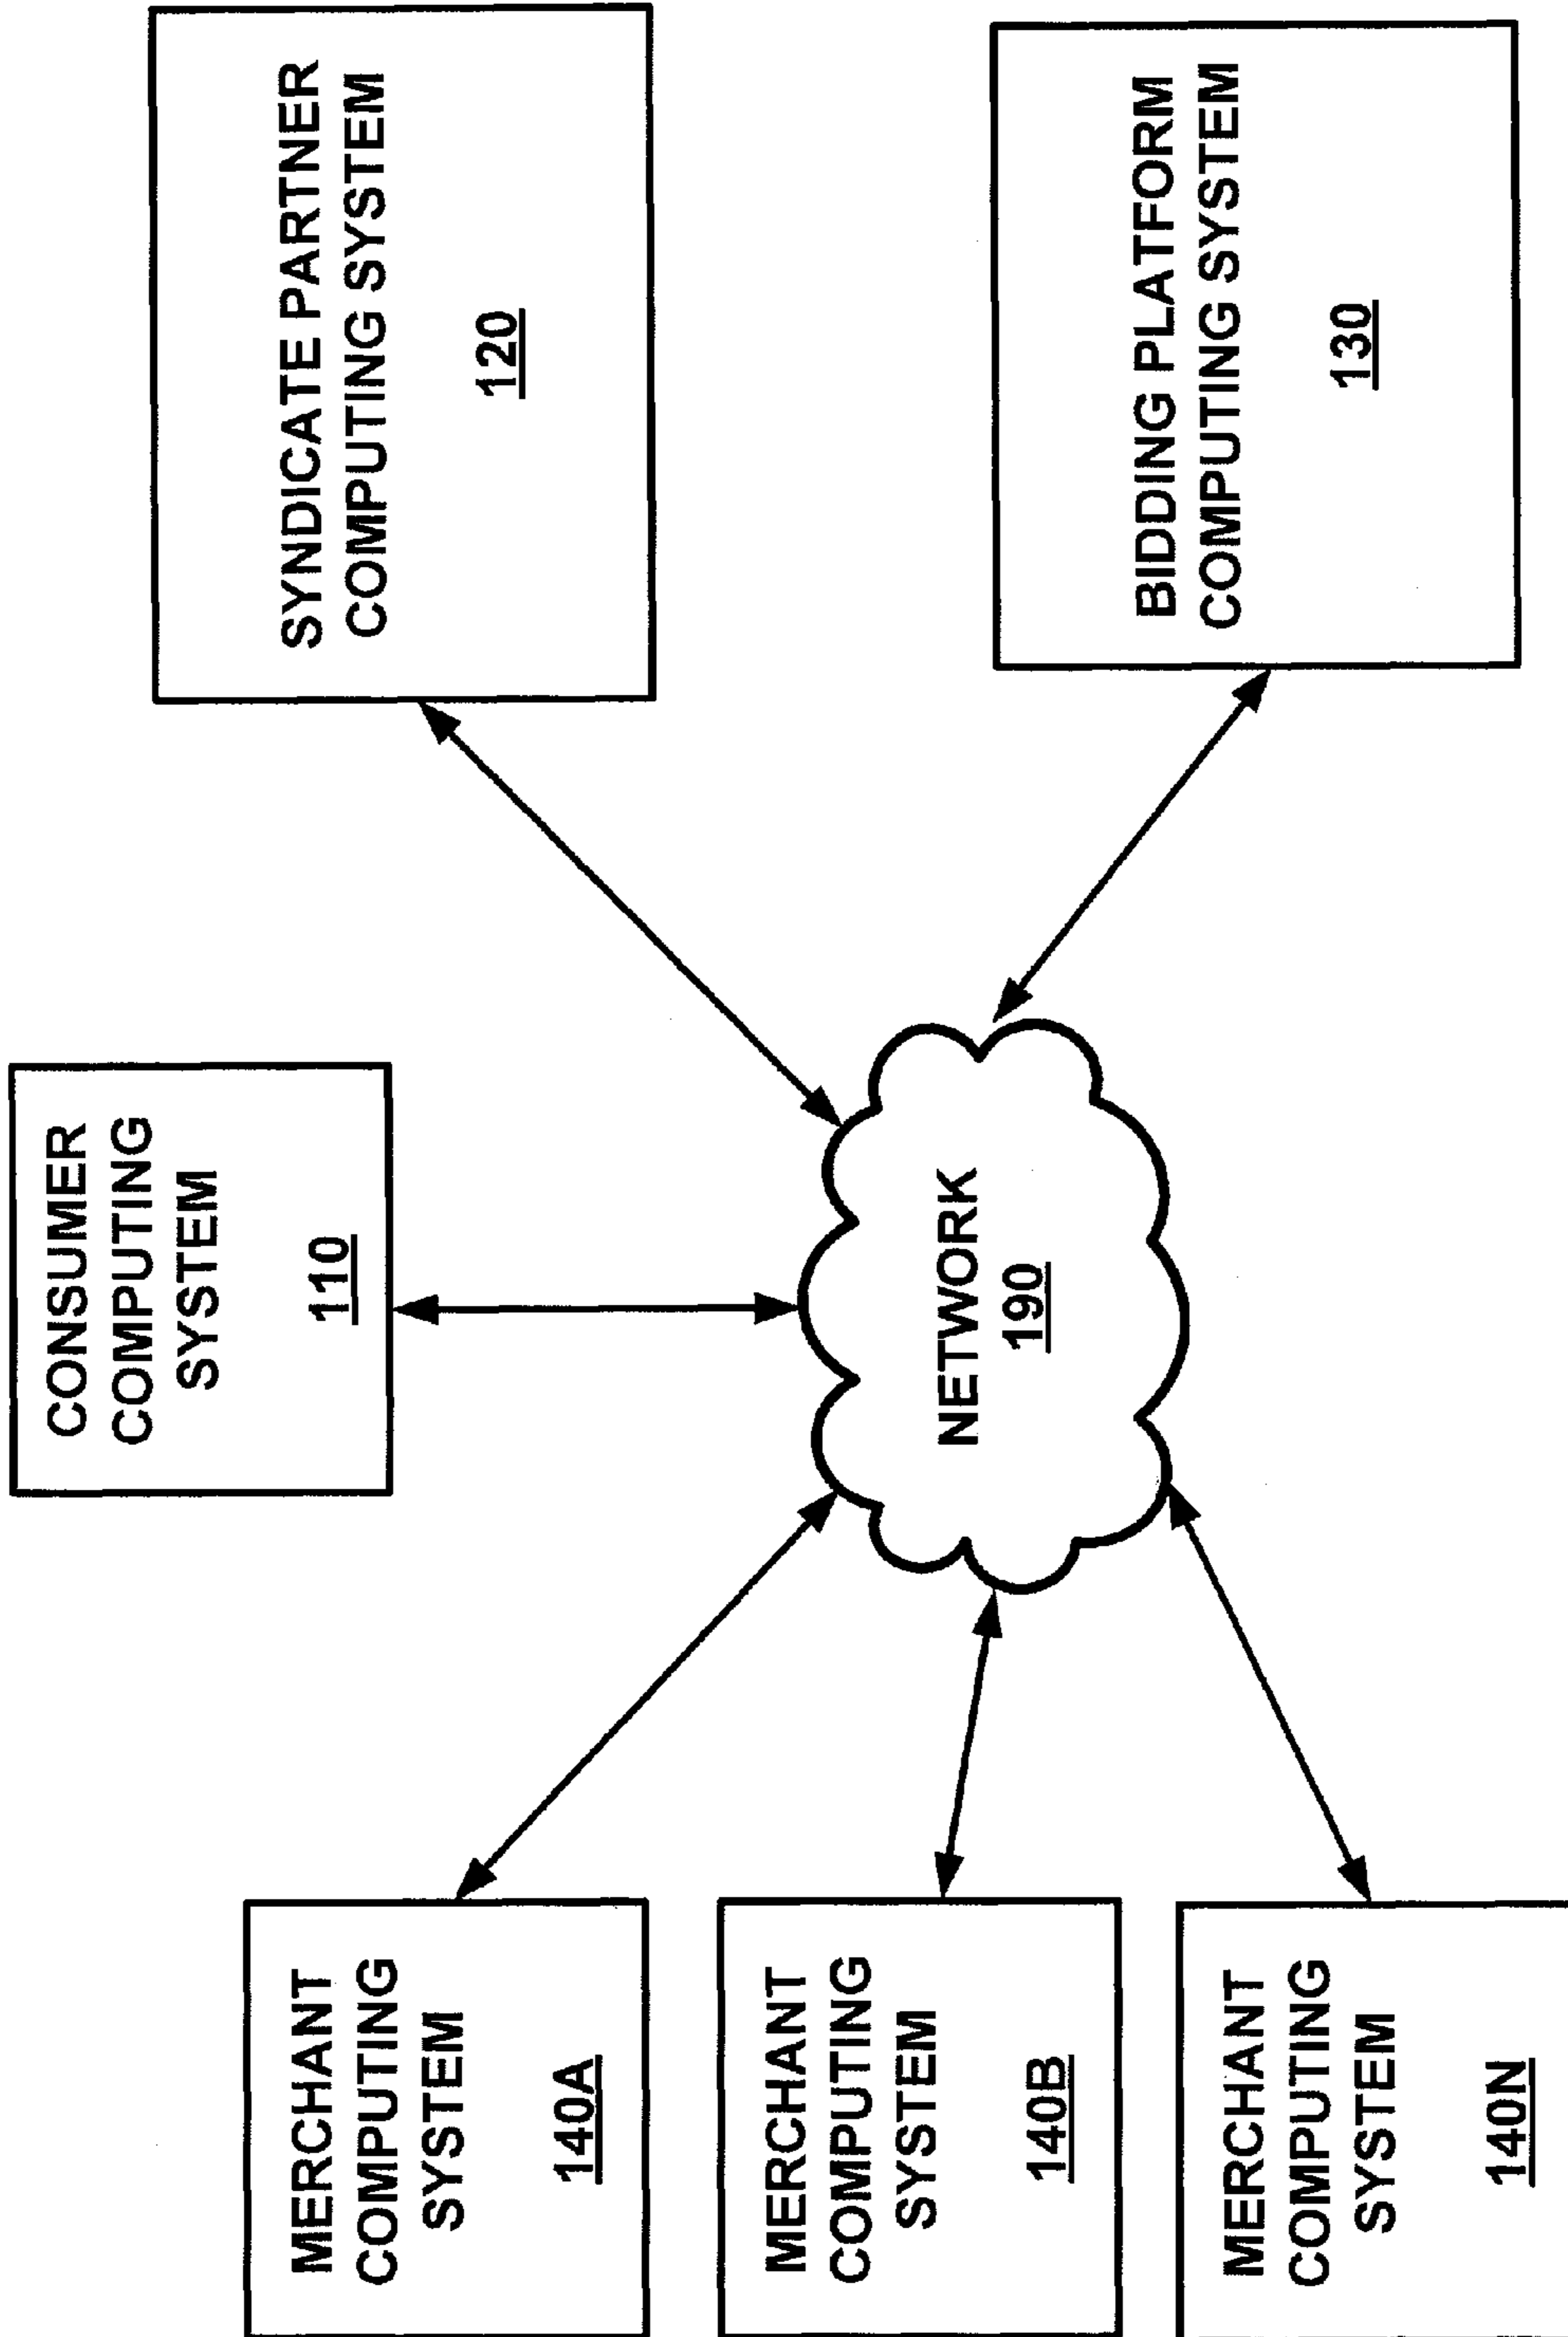 CONSUMER
COMPUTING
SYSTEM
110
SYNDICATE PARTNER
COMPUTING SYSTEM
120
MERCHANT
COMPUTING
SYSTEM
140A
MERCHANT
COMPUTING
SYSTEM
140B
MERCHANT
COMPUTING
SYSTEM
140N
NETWORK
190
BIDDING PLATFORM
COMPUTING SYSTEM
130